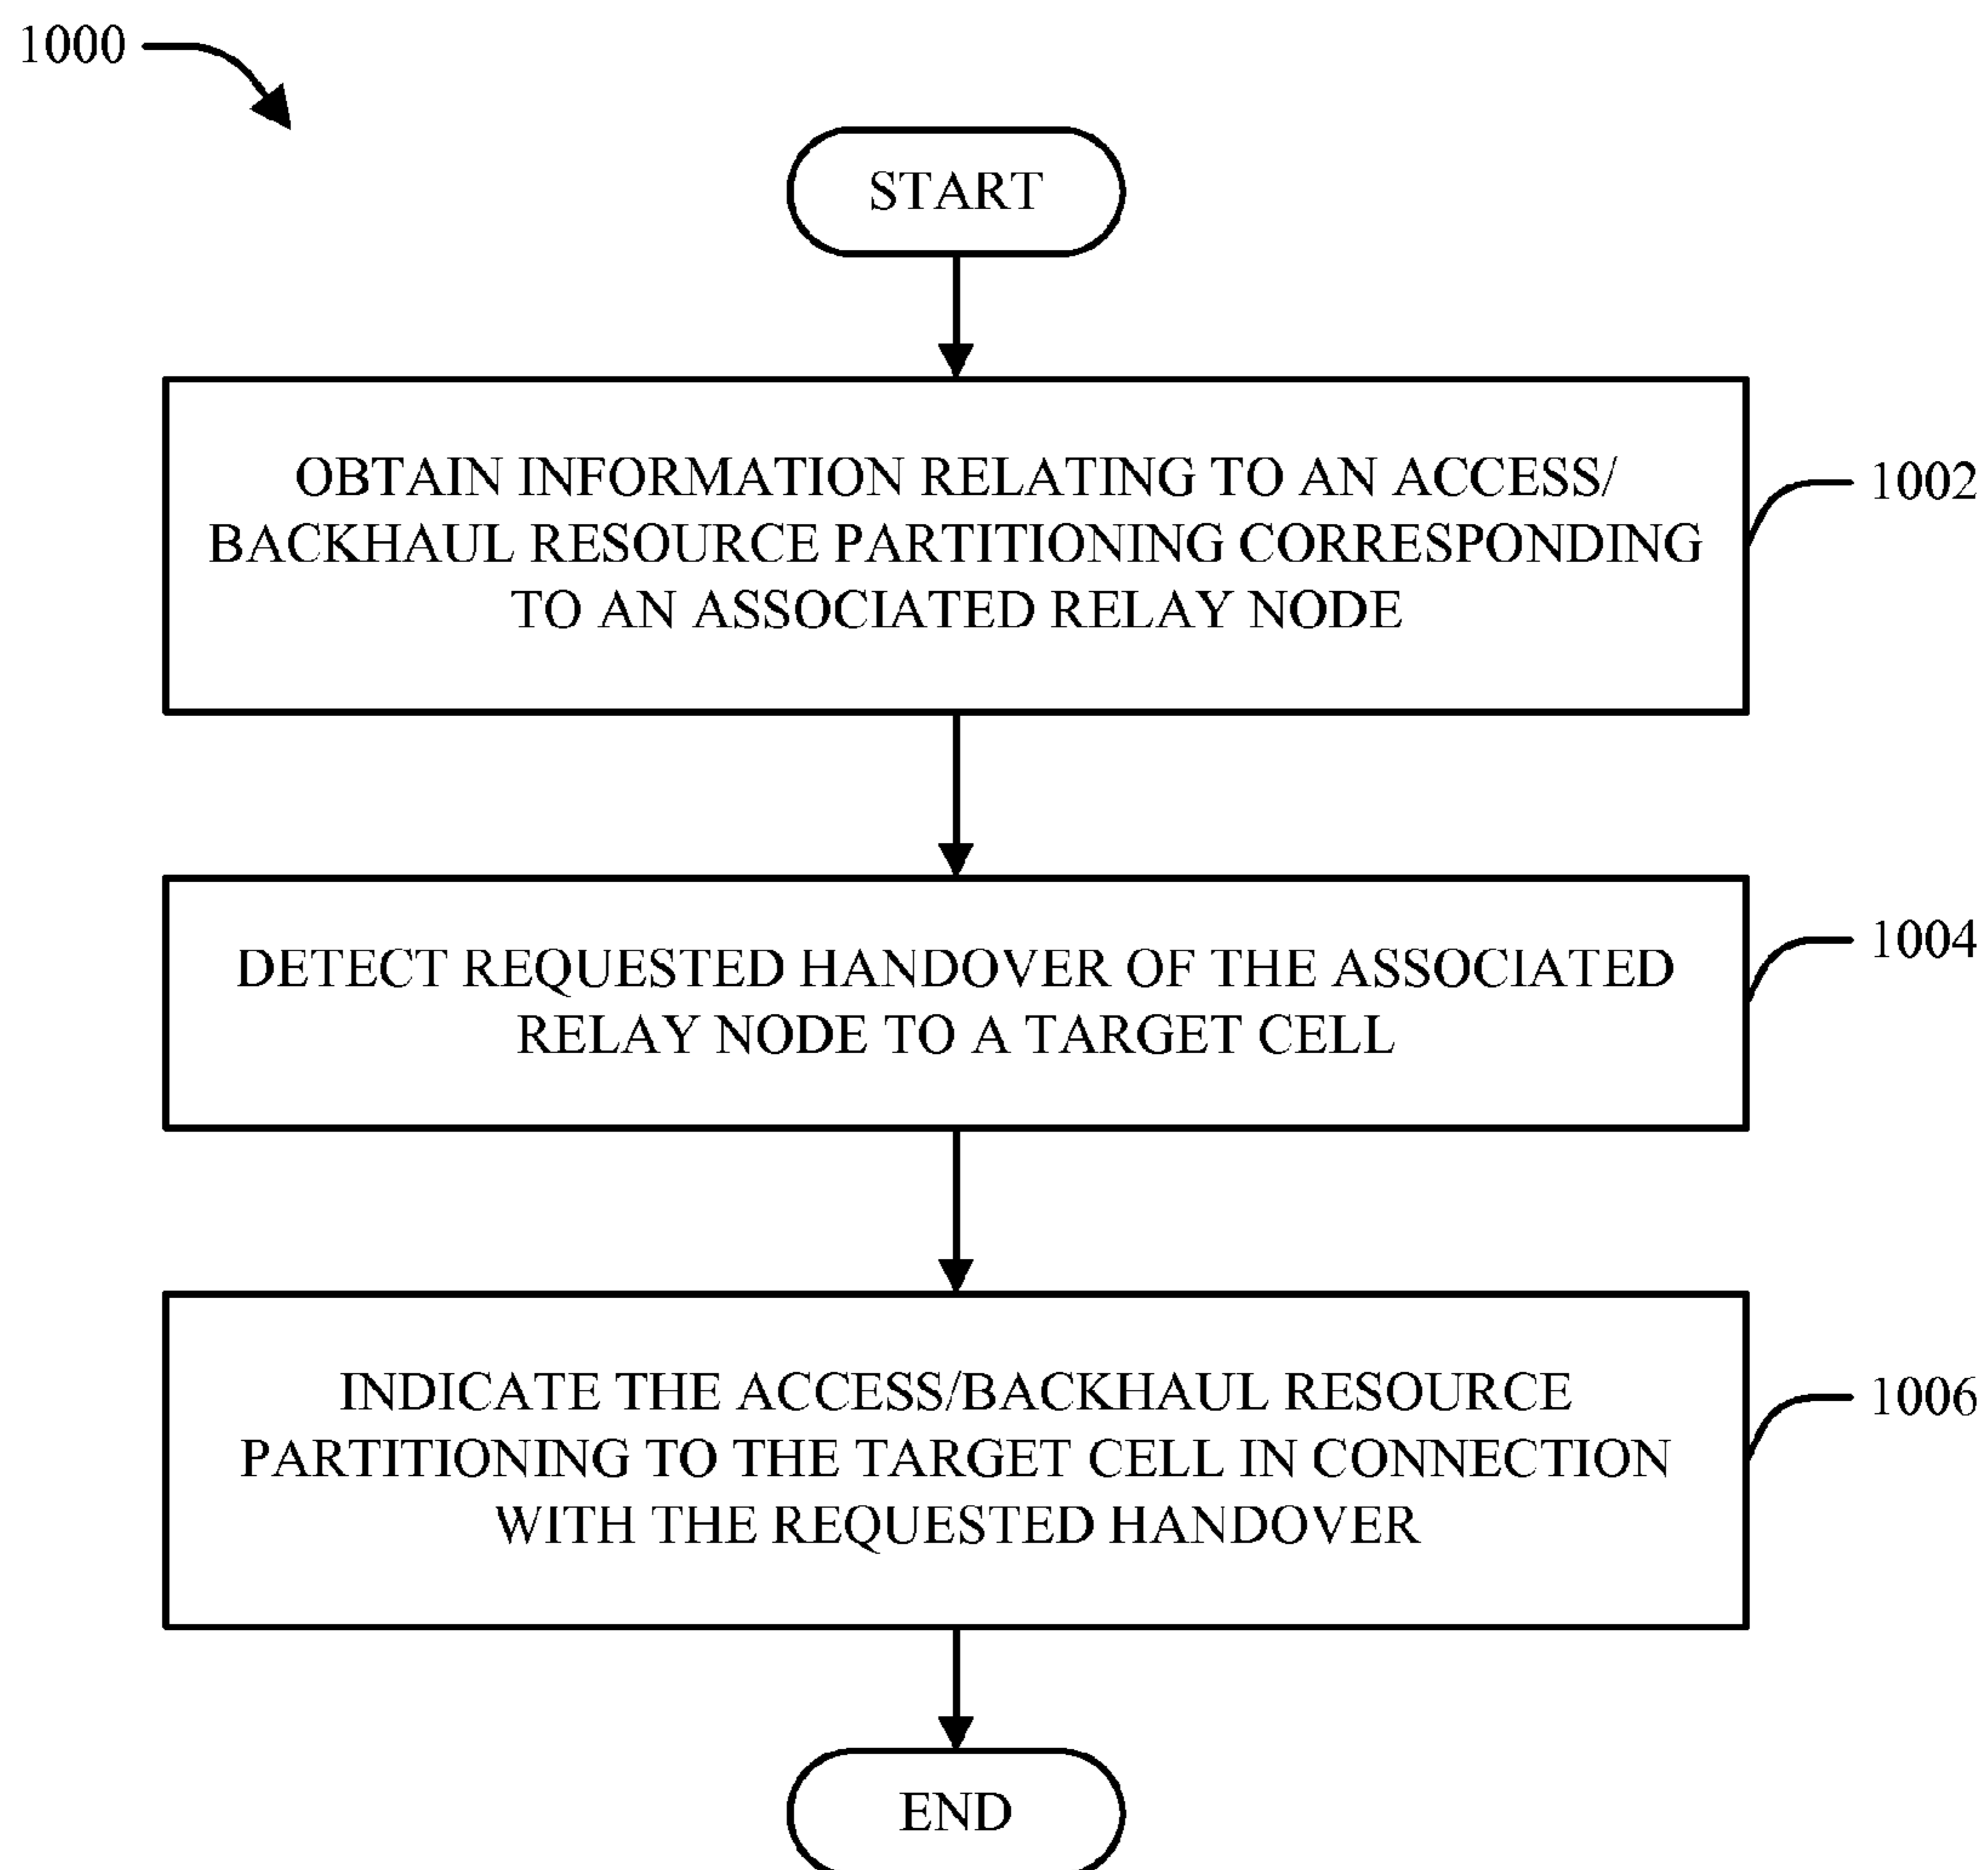 1000
START
OBTAIN INFORMATION RELATING TO AN ACCESS/
BACKHAUL RESOURCE PARTITIONING CORRESPONDING
TO AN ASSOCIATED RELAY NODE
1002
DETECT REQUESTED HANDOVER OF THE ASSOCIATED
RELAY NODE TO A TARGET CELL
1004
INDICATE THE ACCESS/BACKHAUL RESOURCE
PARTITIONING TO THE TARGET CELL IN CONNECTION
WITH THE REQUESTED HANDOVER
1006
END